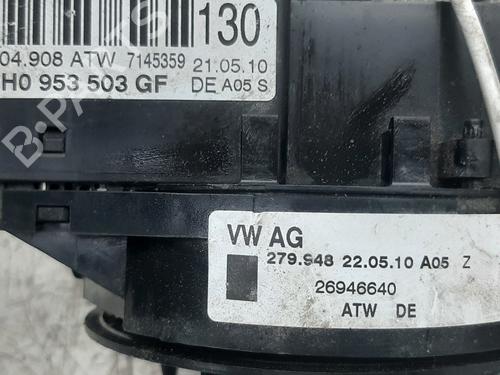 130
04.908 ATW 7145359 21.05.10
H0 953 503 GF DE A05 S
B-PARTS
VW AG
279.948 22.05.10 A05 Z
26946640
ATW DE